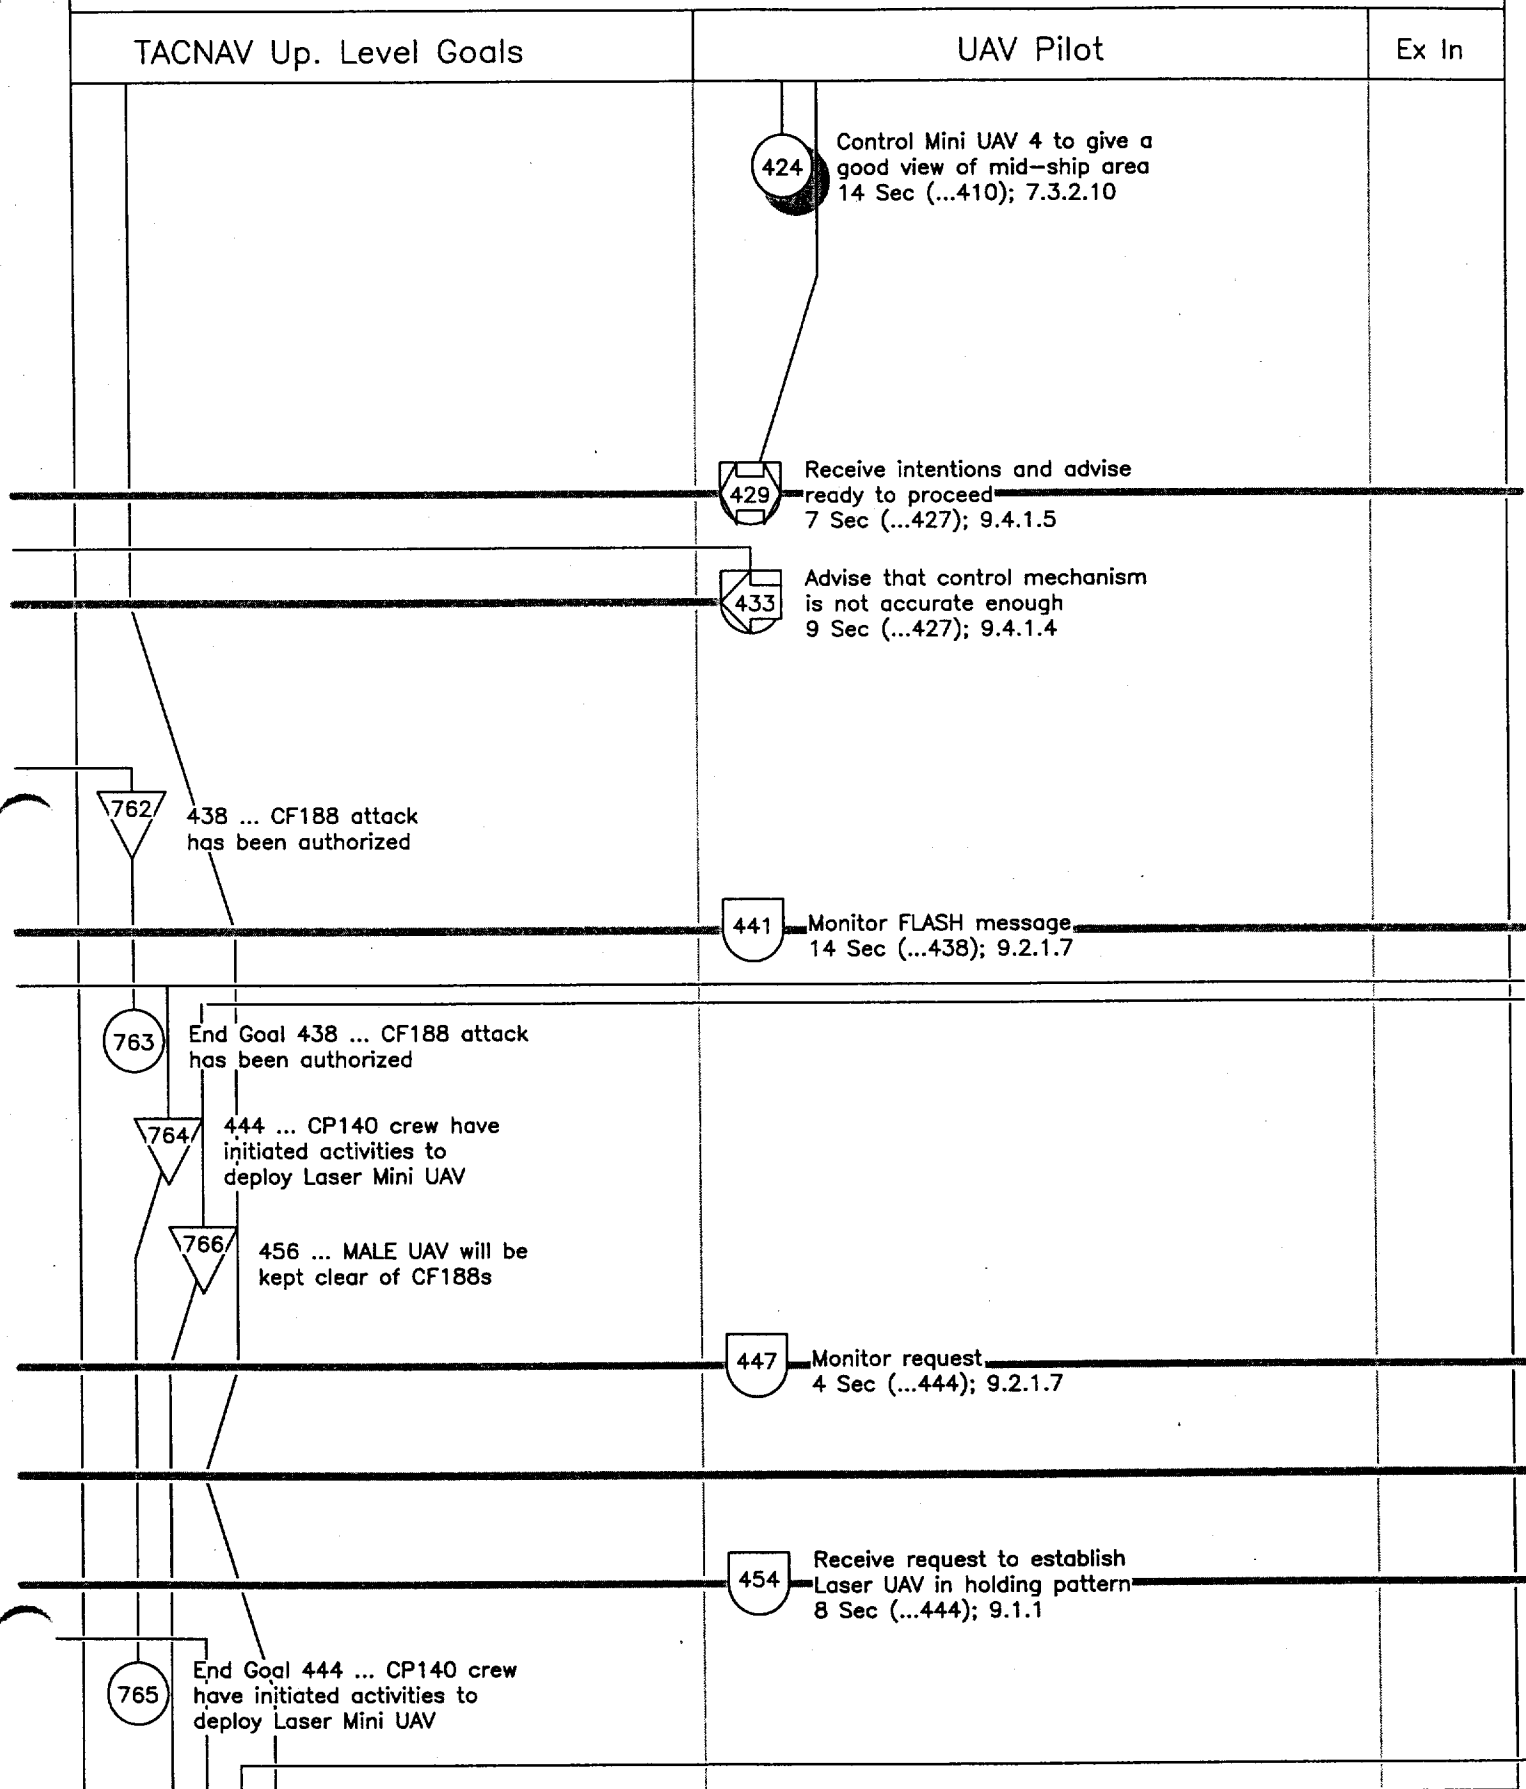 TACNAV Up. Level Goals
UAV Pilot
Ex In
424
Control Mini UAV 4 to give a
good view of mid-ship area
14 Sec (...410); 7.3.2.10
429
Receive intentions and advise
ready to proceed
7 Sec (...427); 9.4.1.5
433
Advise that control mechanism
is not accurate enough
9 Sec (...427); 9.4.1.4
762
438 ... CF188 attack
has been authorized
441
Monitor FLASH message
14 Sec (...438); 9.2.1.7
763
End Goal 438 ... CF188 attack
has been authorized
764
444 ... CP140 crew have
initiated activities to
deploy Laser Mini UAV
766
456 ... MALE UAV will be
kept clear of CF188s
447
Monitor request
4 Sec (...444); 9.2.1.7
454
Receive request to establish
Laser UAV in holding pattern
8 Sec (...444); 9.1.1
765
End Goal 444 ... CP140 crew
have initiated activities to
deploy Laser Mini UAV